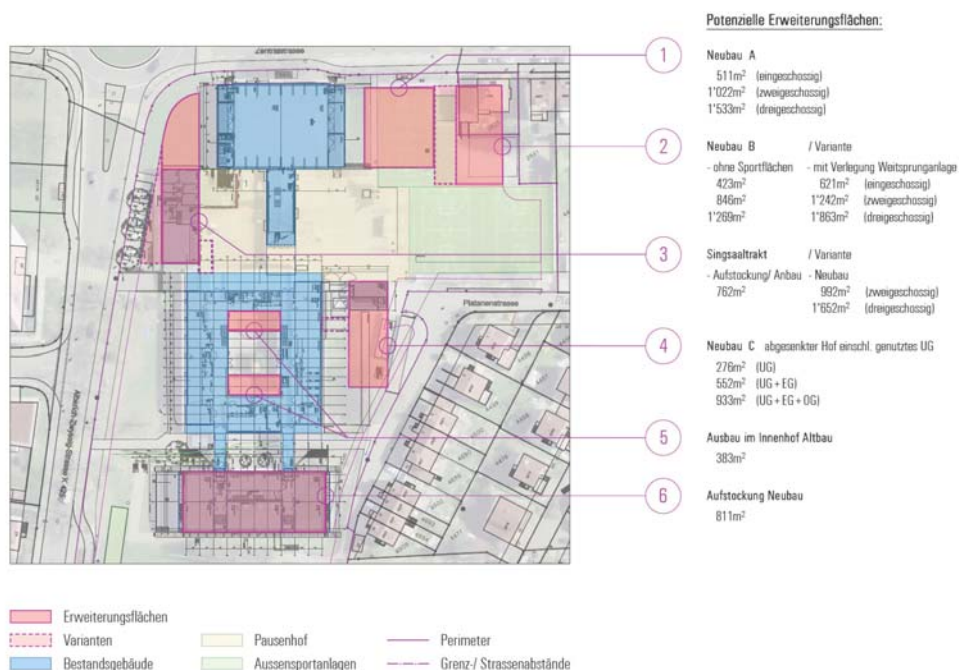 Potenzielle Erweiterungsflächen:
1
Neubau A
511m² (eingeschossig)
1'022m² (zweigeschossig)
1'533m² (dreigeschossig)
2
Neubau B / Variante
- ohne Sportflächen - mit Verlegung Weitsprunganlage
423m² 621m² (eingeschossig)
846m² 1'242m² (zweigeschossig)
1'269m² 1'863m² (dreigeschossig)
3
Singsaaltrakt / Variante
- Aufstockung/ Anbau - Neubau
762m² 992m² (zweigeschossig)
1'652m² (dreigeschossig)
4
Neubau C abgesenkter Hof einschl. genutztes UG
276m² (UG)
552m² (UG + EG)
933m² (UG + EG + OG)
5
Ausbau im Innenhof Altbau
383m²
6
Aufstockung Neubau
811m²
Platanenstrasse
Erweiterungsflächen
Varianten Pausenhof Perimeter
Bestandsgebäude Aussensportanlagen Grenz-/ Strassenabstände